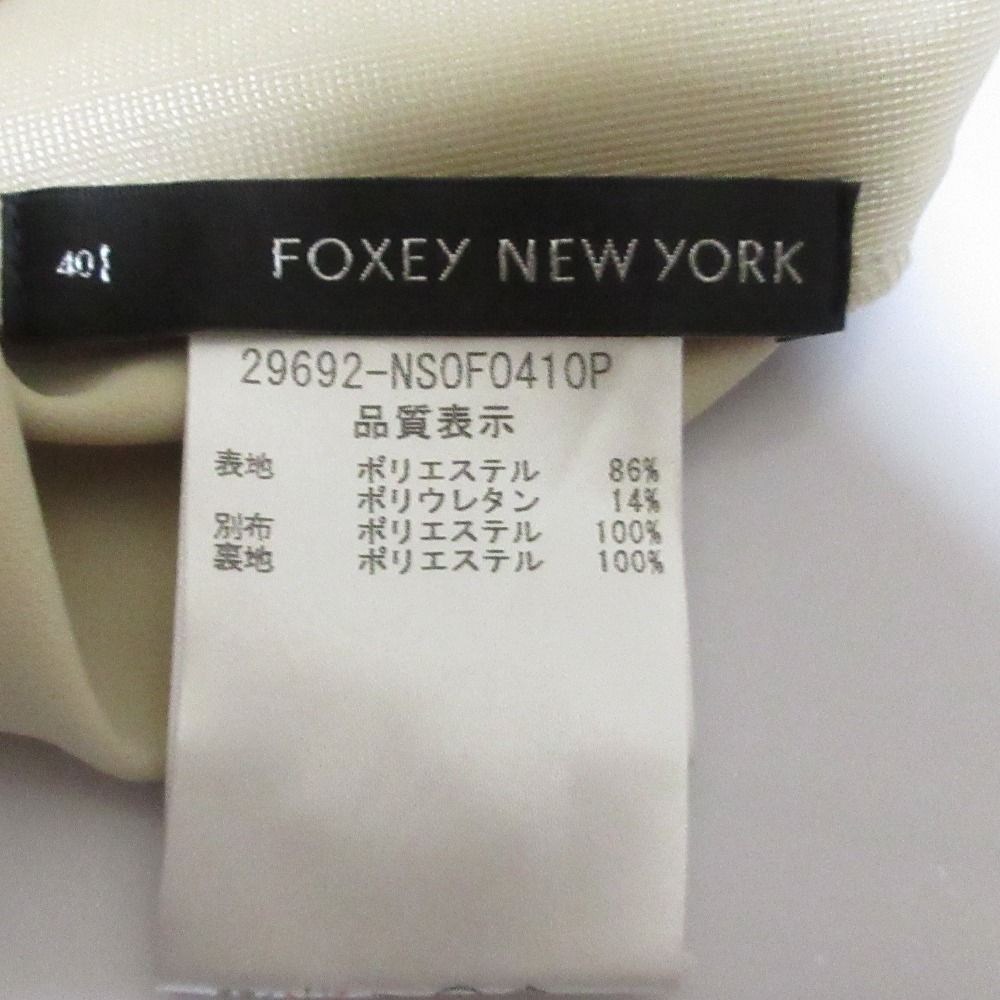 40
FOXEY NEW YORK
29692-NSOF0410P
品質表示
表地 ポリエステル 86%
ポリウレタン 14%
別布 ポリエステル 100%
裏地 ポリエステル 100%